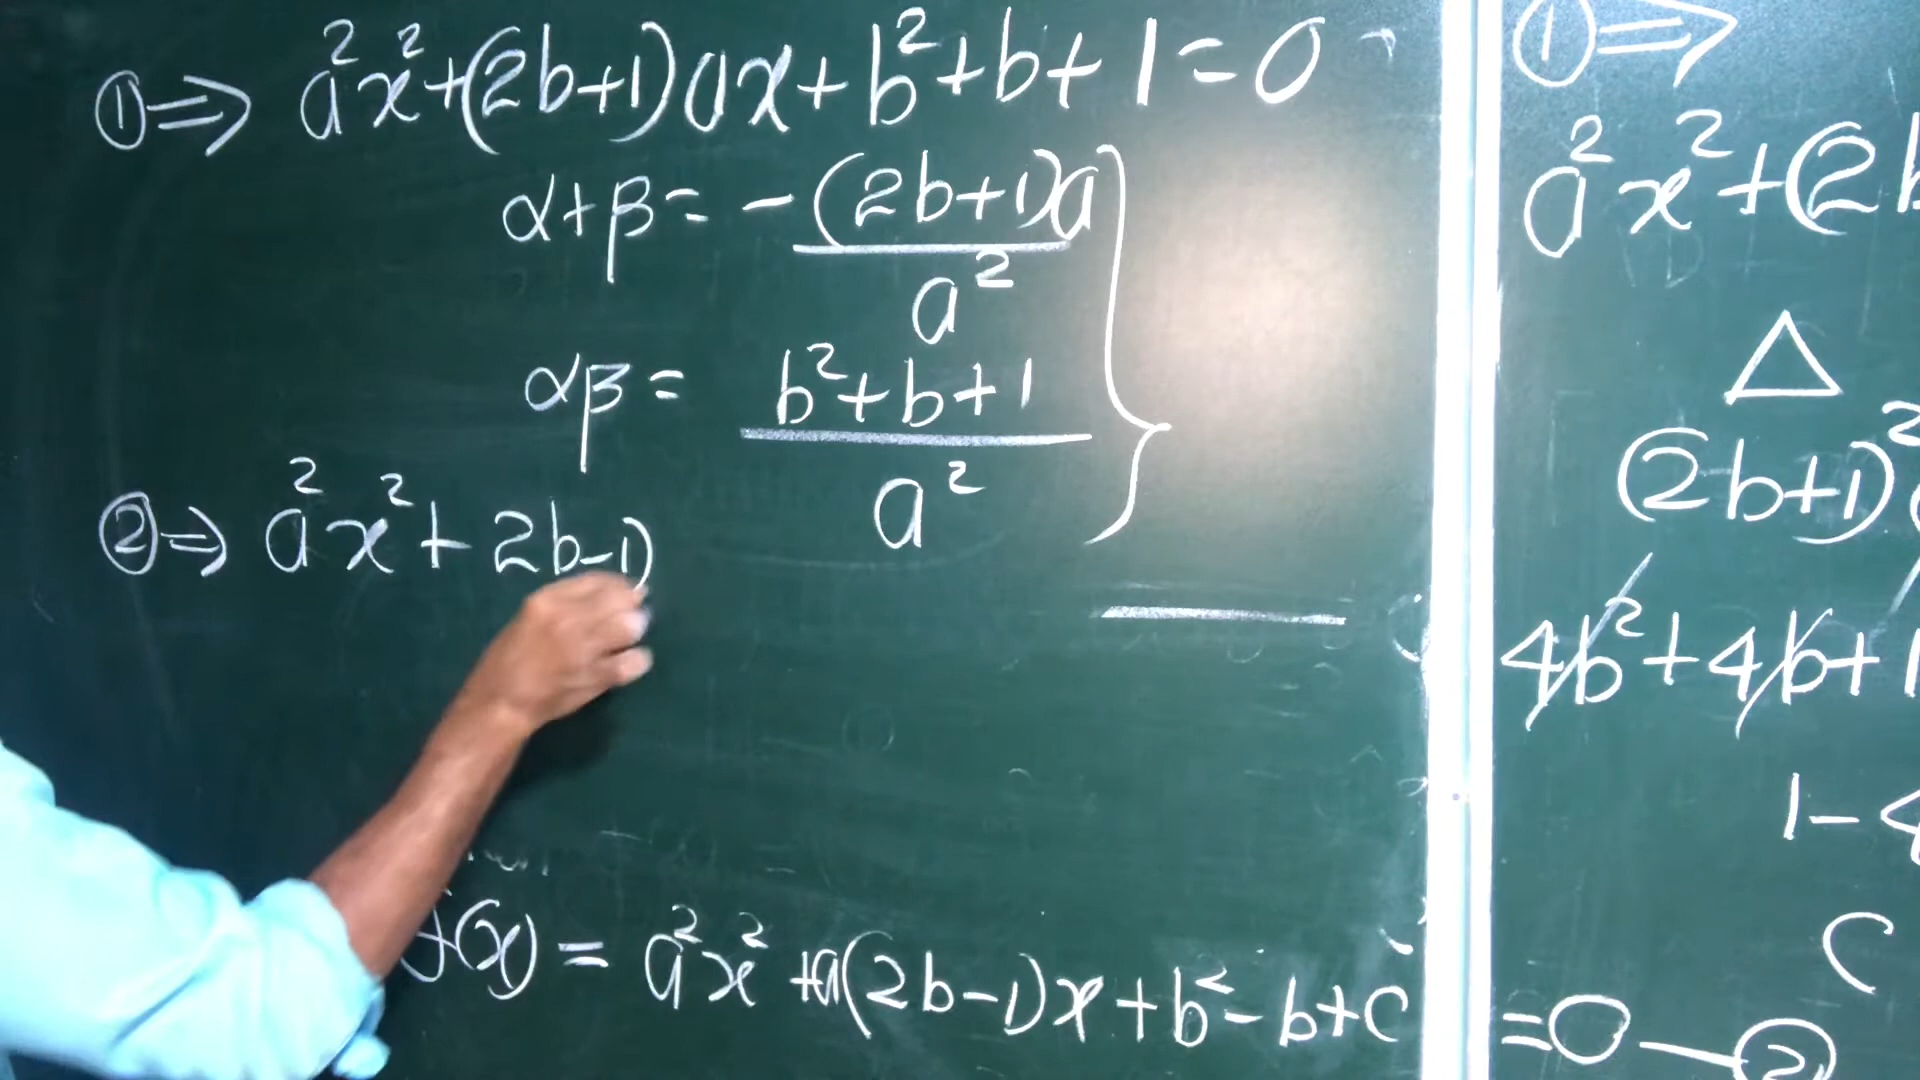 ① ⇒ a²x²+(2b+1)ax+b²+b+1=0
α+β = -(2b+1)a / a²
αβ = b²+b+1 / a²
② ⇒ a²x²+2b-1)
f(x) = a²x²+a(2b-1)x+b²-b+c = 0 — ②
① ⇒
a²x²+(2b
△
(2b+1)²
4b²+4b+1
1-4
C